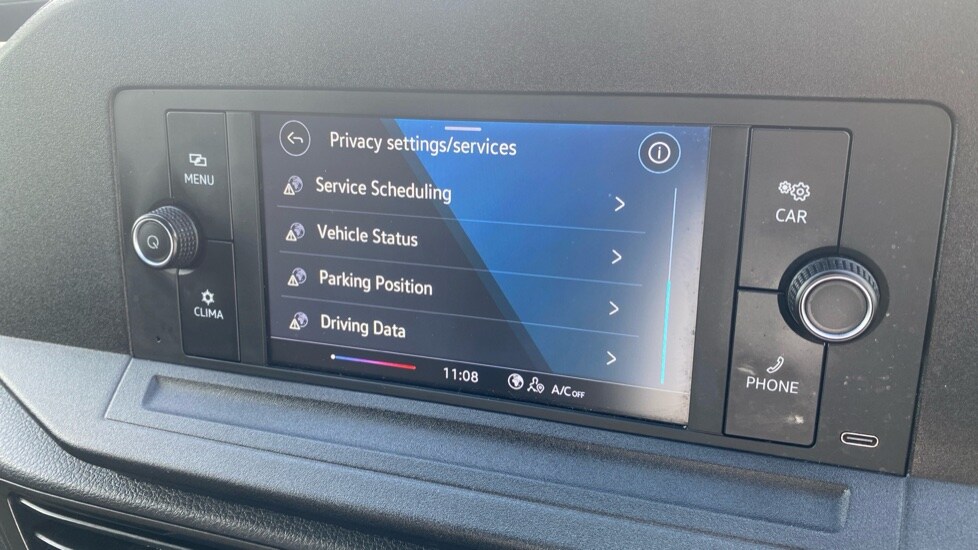 MENU
CLIMA
Privacy settings/services
Service Scheduling
Vehicle Status
Parking Position
Driving Data
11:08
A/C OFF
CAR
PHONE